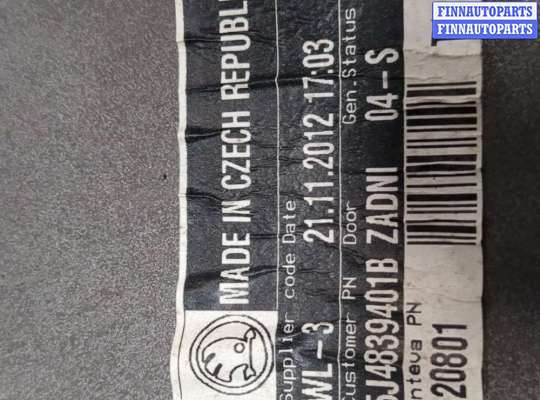 FINNAUTOPARTS
FINNAUTOPARTS
MADE IN CZECH REPUBLI
Supplier code Date Gen.Status
WL-3 21.11.2012 17:03 04-S
Customer PN Door
5J4839401B ZADNI
nteva PN
20801